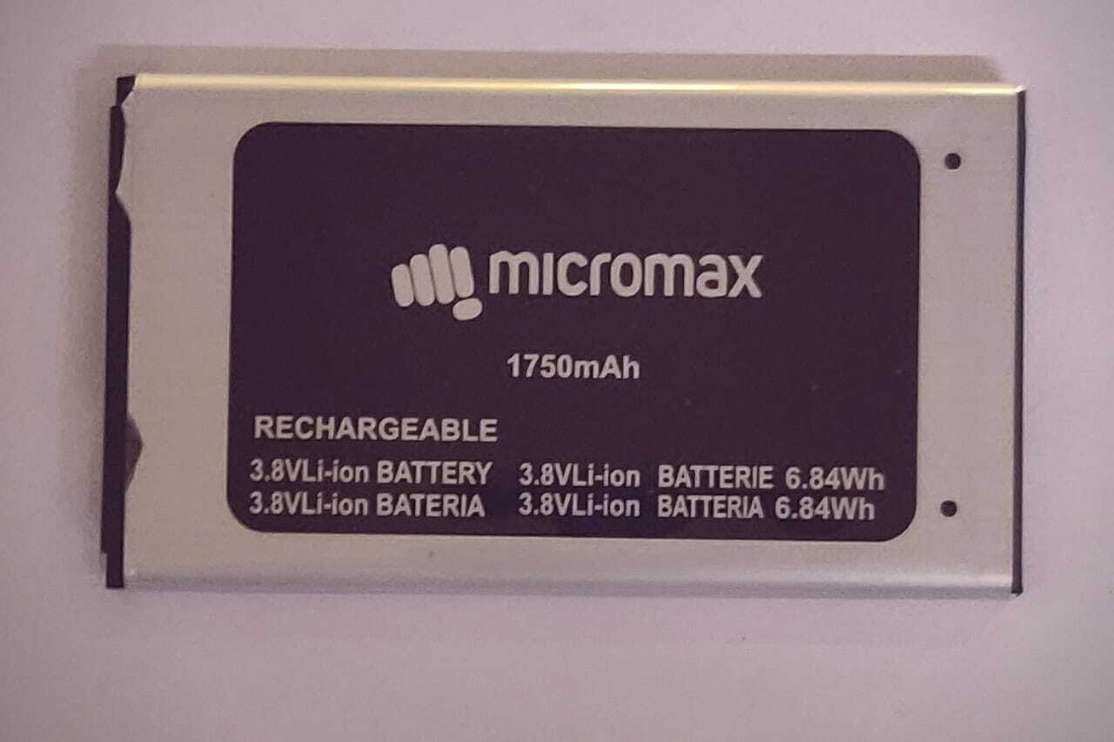 micromax
1750mAh
RECHARGEABLE
3.8VLi-ion BATTERY 3.8VLi-ion BATTERIE 6.84Wh
3.8VLi-ion BATERIA 3.8VLi-ion BATTERIA 6.84Wh